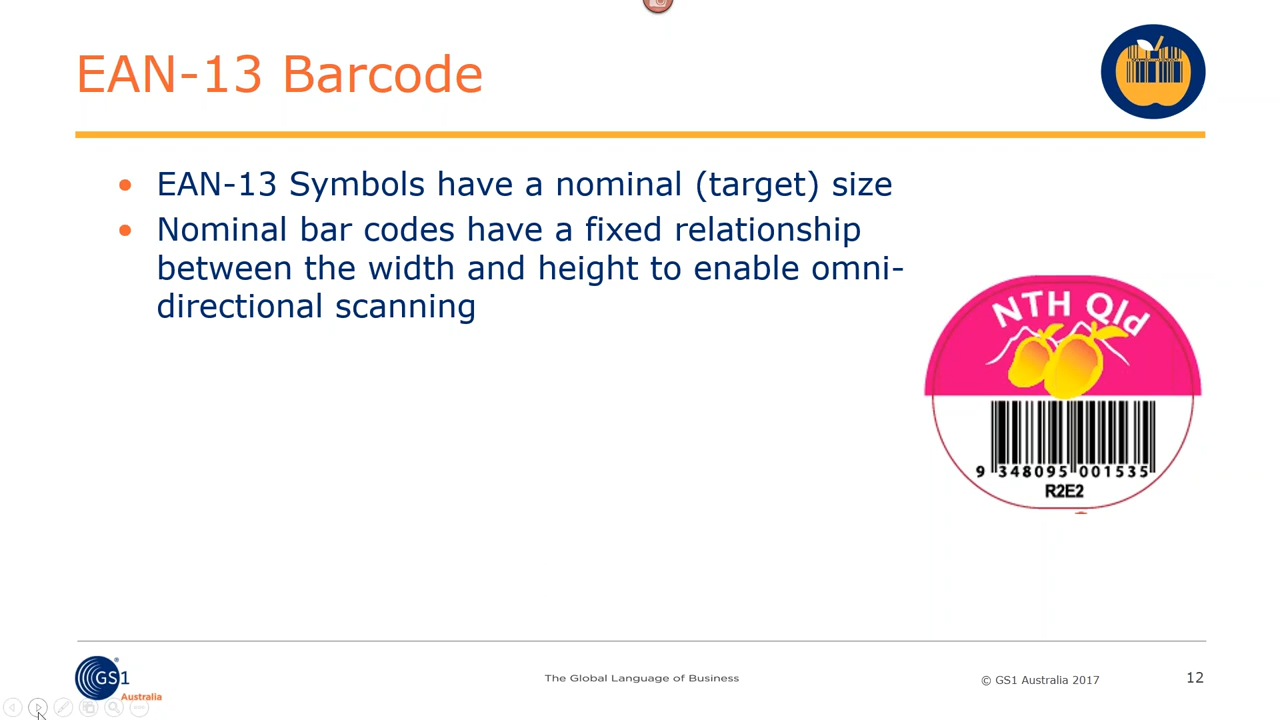 EAN-13 Barcode
• EAN-13 Symbols have a nominal (target) size
• Nominal bar codes have a fixed relationship
between the width and height to enable omni-
directional scanning
NTH Qld
9 348095 001535
R2E2
GS1
®
Australia
The Global Language of Business
© GS1 Australia 2017
12